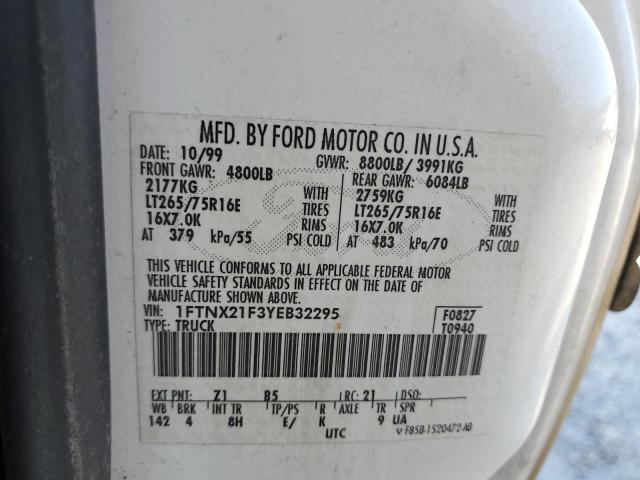 MFD. BY FORD MOTOR CO. IN U.S.A.
DATE: 10/99 GVWR: 8800LB/ 3991KG
FRONT GAWR: 4800LB REAR GAWR: 6084LB
2177KG WITH 2759KG WITH
LT265/75R16E TIRES LT265/75R16E TIRES
16X7.0K RIMS 16X7.0K RIMS
AT 379 kPa/55 PSI COLD AT 483 kPa/70 PSI COLD
THIS VEHICLE CONFORMS TO ALL APPLICABLE FEDERAL MOTOR
VEHICLE SAFETY STANDARDS IN EFFECT ON THE DATE OF
MANUFACTURE SHOWN ABOVE.
VIN: 1FTNX21F3YEB32295 F0827
TYPE: TRUCK T0940
EXT PNT: Z1 B5 RC: 21 DSO:
WB BRK INT TR TP/PS R AXLE TR SPR
142 4 8H E/ K 9 UA
UTC F85B-1520472-AB